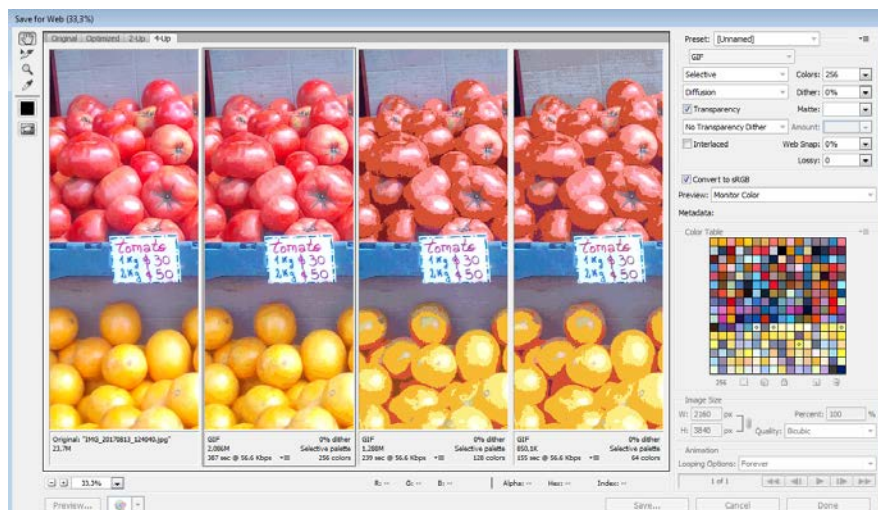 Save for Web (33,3%)
Original Optimized 2-Up 4-Up
Preset: [Unnamed]
GIF
Selective Colors: 256
Diffusion Dither: 0%
Transparency Matte:
No Transparency Dither Amount:
Interlaced Web Snap: 0%
Lossy: 0
Convert to sRGB
Preview: Monitor Color
Metadata:
Color Table
256
Image Size
W: 2160 px Percent: 100 %
H: 3840 px Quality: Bicubic
Animation
Looping Options: Forever
1 of 1
tomato
1Kg $30
2Kg $50
tomato
1Kg $30
2Kg $50
tomato
1Kg $30
2Kg $50
tomato
1Kg $30
2Kg $50
Original: "IMG_20170813_124040.jpg"
23,7M
GIF 0% dither
2,086M Selective palette
387 sec @ 56.6 Kbps 256 colors
GIF 0% dither
1,288M Selective palette
239 sec @ 56.6 Kbps 128 colors
GIF 0% dither
850,1K Selective palette
155 sec @ 56.6 Kbps 64 colors
33.3%
R: -- G: -- B: -- Alpha: -- Hex: -- Index: --
Preview... Save... Cancel Done